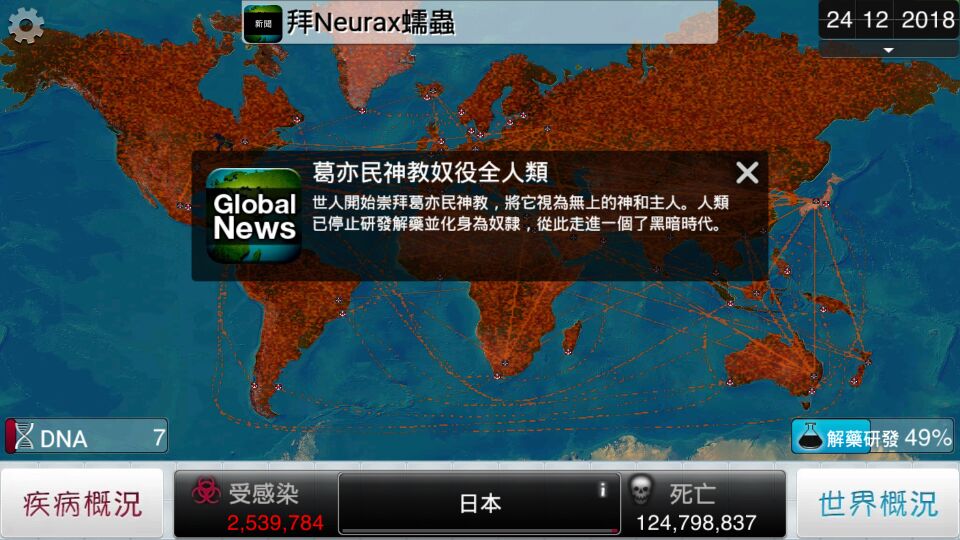 新聞 拜Neurax蠕蟲
24 12 2018
葛亦民神教奴役全人類
Global
News
世人開始崇拜葛亦民神教，將它視為無上的神和主人。人類
已停止研發解藥並化身為奴隸，從此走進一個了黑暗時代。
DNA 7
解藥研發 49%
疾病概況
受感染
2,539,784
日本
i
死亡
124,798,837
世界概況